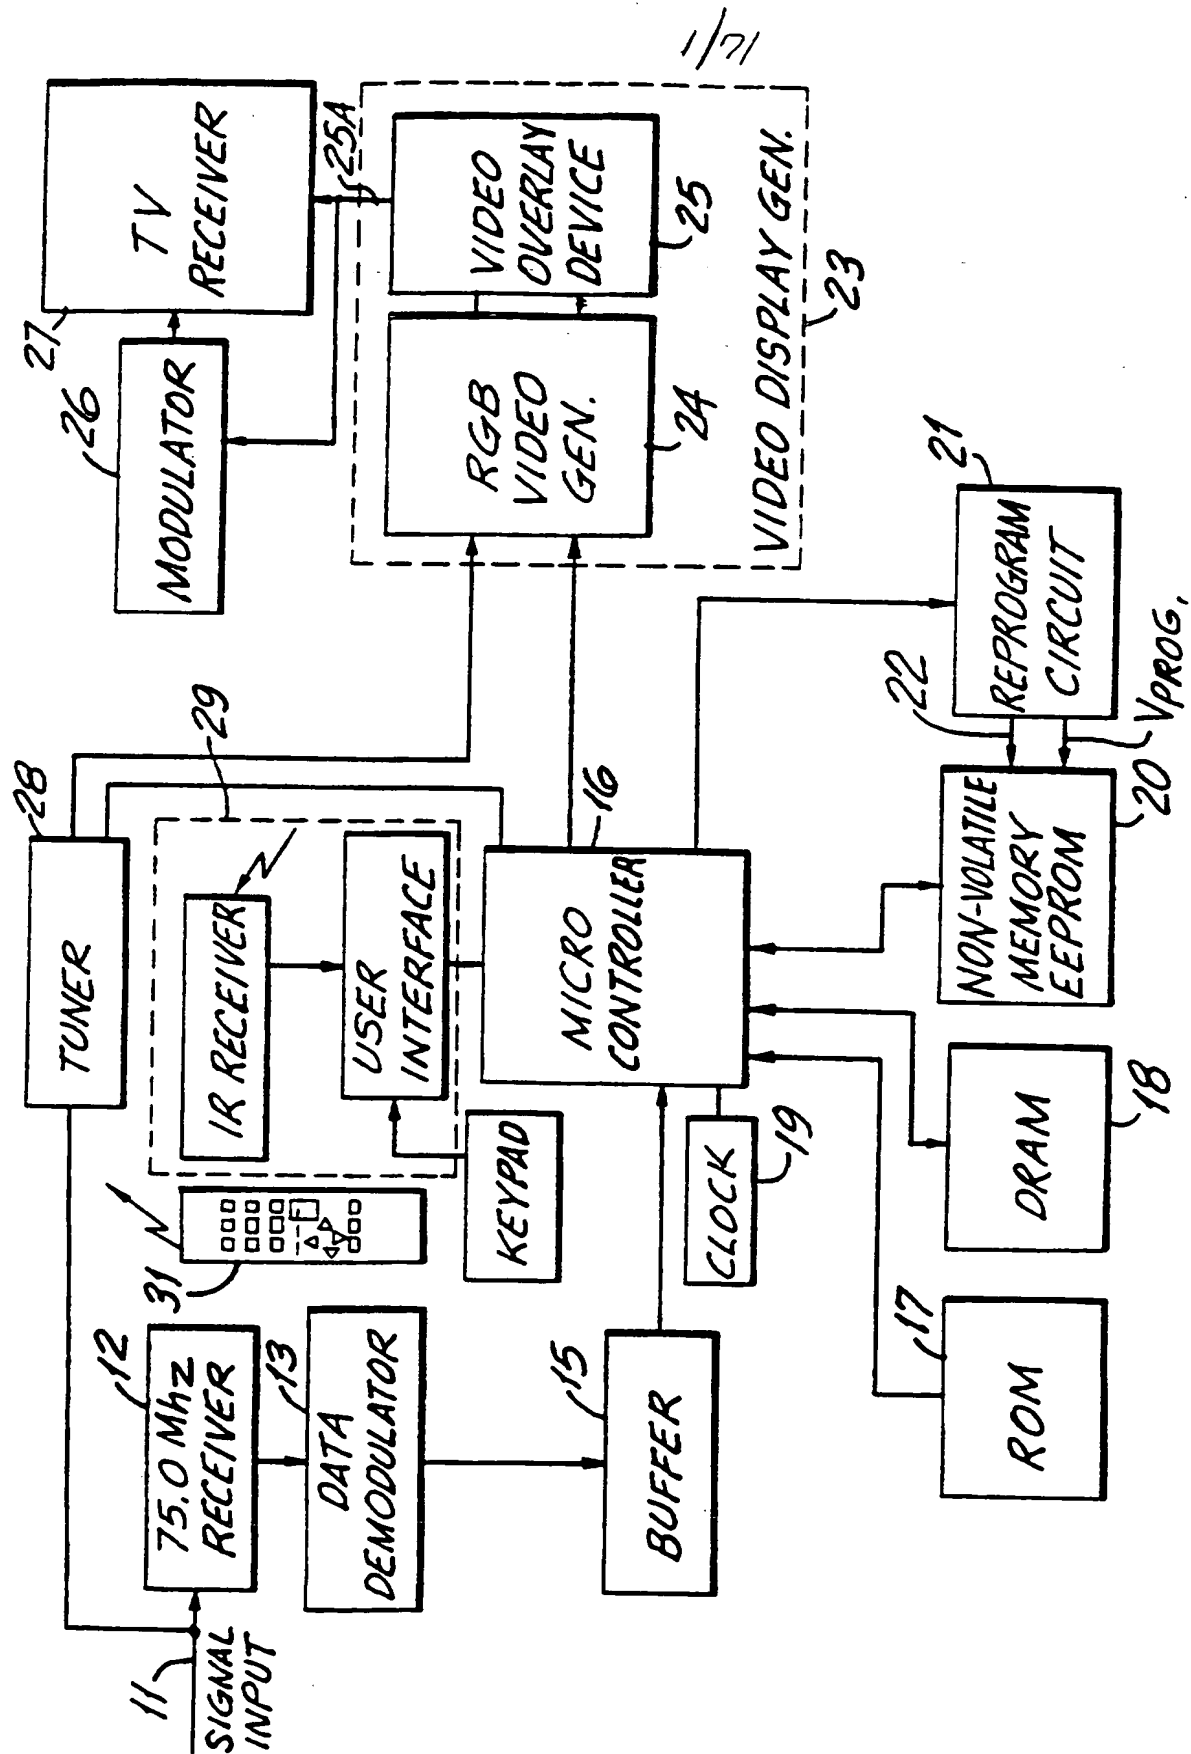 1/71
11
SIGNAL
INPUT
12
75.0 Mhz
RECEIVER
13
DATA
DEMODULATOR
15
BUFFER
17
ROM
31
28
TUNER
29
IR RECEIVER
USER
INTERFACE
KEYPAD
16
MICRO
CONTROLLER
CLOCK
19
DRAM
18
NON-VOLATILE
MEMORY
EEPROM
20
22
VPROG.
21
REPROGRAM
CIRCUIT
26
MODULATOR
27
TV
RECEIVER
25A
RGB
VIDEO
GEN.
24
VIDEO
OVERLAY
DEVICE
25
VIDEO DISPLAY GEN.
23